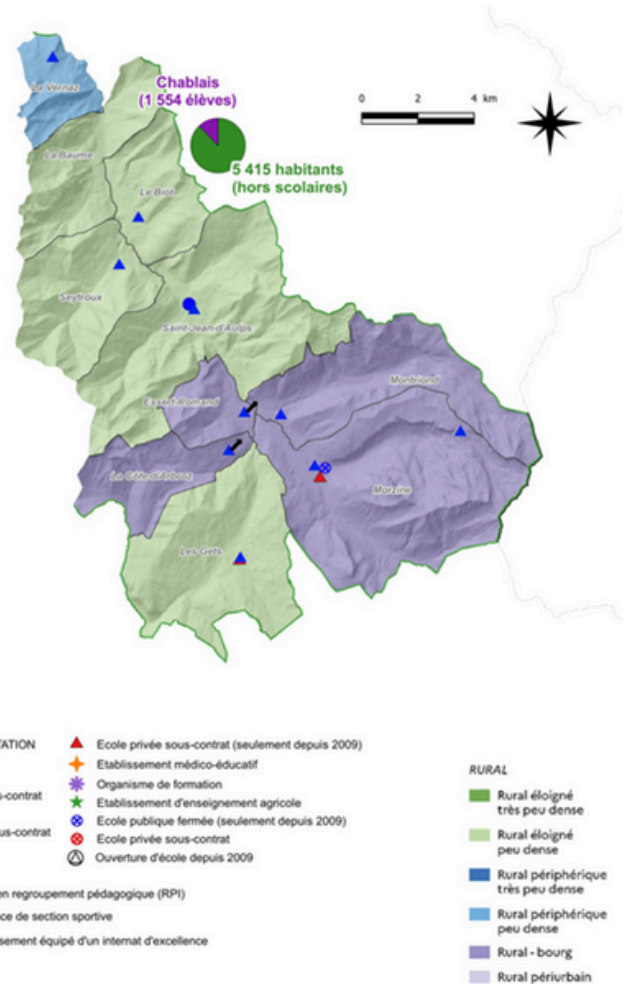 Chablais
(1 554 élèves)
0 2 4 km
La Vernaz
5 415 habitants
(hors scolaires)
La Baume
Le Biot
Seytroux
Saint-Jean-d'Aulps
Montriond
Essert-Romand
La Côte-d'Arbroz
Morzine
Les Gets
ATION
Ecole privée sous-contrat (seulement depuis 2009)
Etablissement médico-éducatif
Organisme de formation
s-contrat
Etablissement d'enseignement agricole
Ecole publique fermée (seulement depuis 2009)
ous-contrat
Ecole privée sous-contrat
Ouverture d'école depuis 2009
en regroupement pédagogique (RPI)
ce de section sportive
sement équipé d'un internat d'excellence
RURAL
Rural éloigné
très peu dense
Rural éloigné
peu dense
Rural périphérique
très peu dense
Rural périphérique
peu dense
Rural - bourg
Rural périurbain